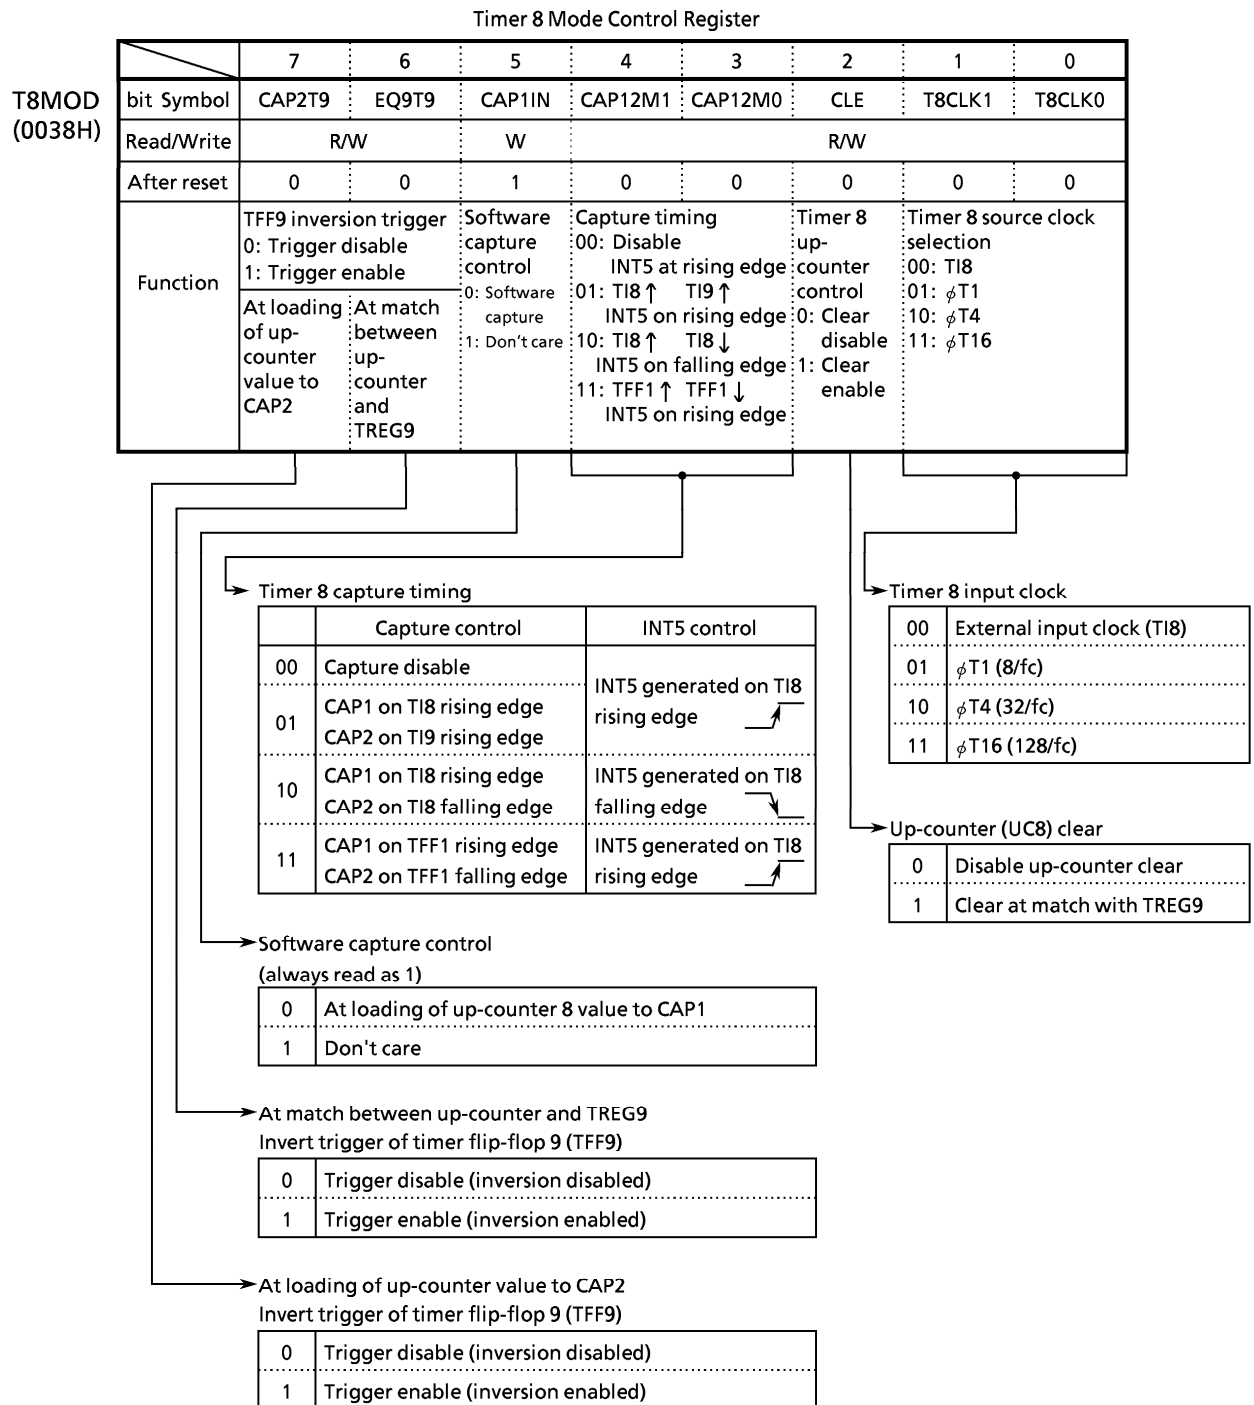 Timer 8 Mode Control Register
7 6 5 4 3 2 1 0
T8MOD
(0038H)
bit Symbol CAP2T9 EQ9T9 CAP1IN CAP12M1 CAP12M0 CLE T8CLK1 T8CLK0
Read/Write R/W W R/W
After reset 0 0 1 0 0 0 0 0
Function
TFF9 inversion trigger
0: Trigger disable
1: Trigger enable
At loading
of up-
counter
value to
CAP2
At match
between
up-
counter
and
TREG9
Software
capture
control
0: Software
capture
1: Don't care
Capture timing
00: Disable
INT5 at rising edge
01: TI8↑ TI9↑
INT5 on rising edge
10: TI8↑ TI8↓
INT5 on falling edge
11: TFF1↑ TFF1↓
INT5 on rising edge
Timer 8
up-
counter
control
0: Clear
disable
1: Clear
enable
Timer 8 source clock
selection
00: TI8
01: ϕT1
10: ϕT4
11: ϕT16
Timer 8 capture timing
Capture control INT5 control
00 Capture disable
01 CAP1 on TI8 rising edge
CAP2 on TI9 rising edge
INT5 generated on TI8
rising edge
10 CAP1 on TI8 rising edge
CAP2 on TI8 falling edge
INT5 generated on TI8
falling edge
11 CAP1 on TFF1 rising edge
CAP2 on TFF1 falling edge
INT5 generated on TI8
rising edge
Timer 8 input clock
00 External input clock (TI8)
01 ϕT1 (8/fc)
10 ϕT4 (32/fc)
11 ϕT16 (128/fc)
Up-counter (UC8) clear
0 Disable up-counter clear
1 Clear at match with TREG9
Software capture control
(always read as 1)
0 At loading of up-counter 8 value to CAP1
1 Don't care
At match between up-counter and TREG9
Invert trigger of timer flip-flop 9 (TFF9)
0 Trigger disable (inversion disabled)
1 Trigger enable (inversion enabled)
At loading of up-counter value to CAP2
Invert trigger of timer flip-flop 9 (TFF9)
0 Trigger disable (inversion disabled)
1 Trigger enable (inversion enabled)